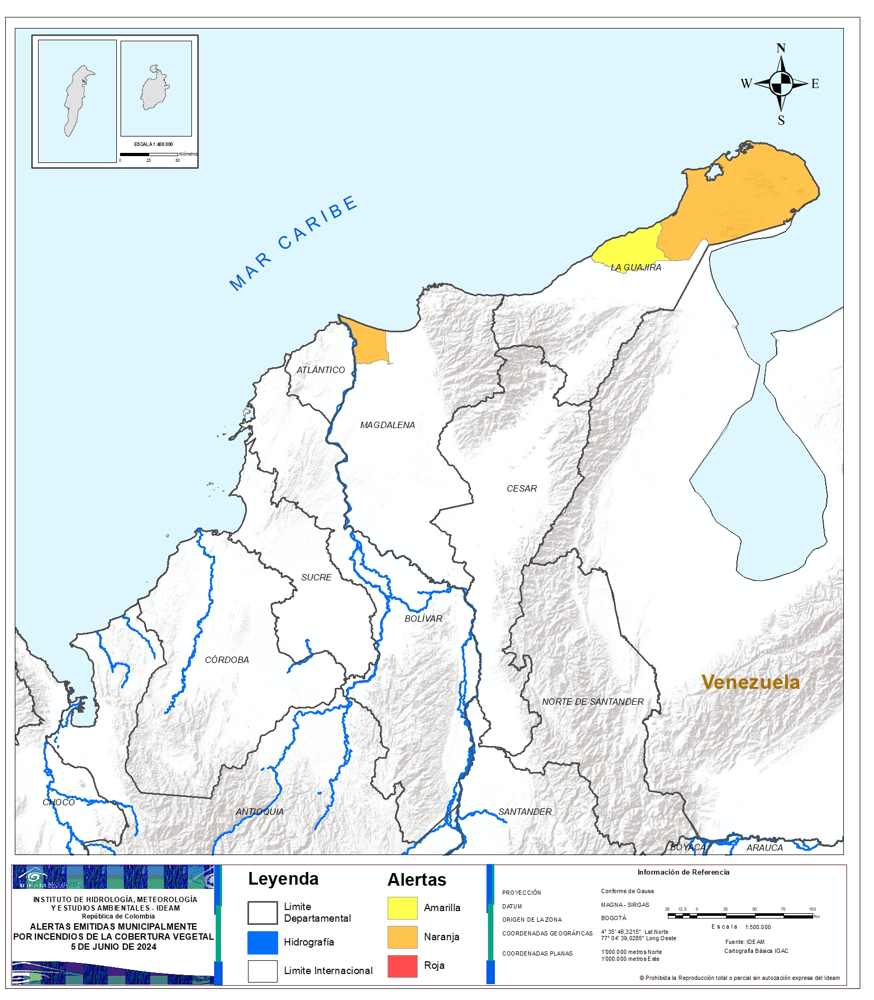 N
W
E
S
ESCALA 1:400.000
Kilómetros
0 25 50
MAR CARIBE
LA GUAJIRA
ATLÁNTICO
MAGDALENA
CESAR
SUCRE
BOLÍVAR
CÓRDOBA
Venezuela
NORTE DE SANTANDER
CHOCÓ
ANTIOQUIA
SANTANDER
BOYACÁ
ARAUCA
IDEAM
INSTITUTO DE HIDROLOGÍA, METEOROLOGÍA
Y ESTUDIOS AMBIENTALES - IDEAM
República de Colombia
ALERTAS EMITIDAS MUNICIPALMENTE
POR INCENDIOS DE LA COBERTURA VEGETAL
5 DE JUNIO DE 2024
Leyenda
Limite
Departamental
Hidrografía
Limite Internacional
Alertas
Amarilla
Naranja
Roja
Información de Referencia
PROYECCIÓN Conforme de Gauss
DATUM MAGNA - SIRGAS
ORIGEN DE LA ZONA BOGOTÁ
COORDENADAS GEOGRÁFICAS 4° 35' 46,3215" Lat.Norte
77° 04' 39,0285" Long.Oeste
COORDENADAS PLANAS 1'000.000 metros Norte
1'000.000 metros Este
25 12,5 0 25 50 75 100
Km
Escala 1:500.000
Fuente: IDEAM
Cartografía Básica IGAC
© Prohibida la Reproducción total o parcial sin autozación expresa del Ideam